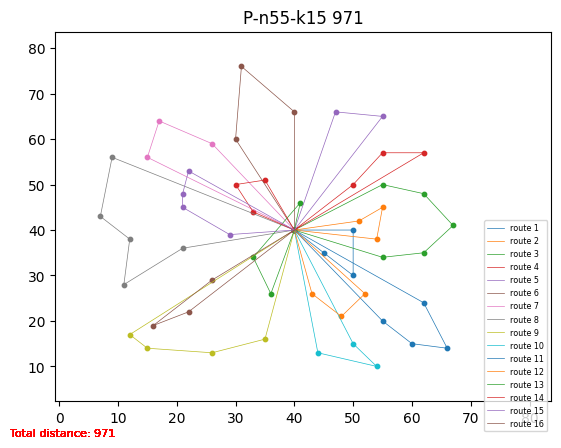 P-n55-k15 971
80
70
60
50
40
30
20
10
0 10 20 30 40 50 60 70 80
route 1
route 2
route 3
route 4
route 5
route 6
route 7
route 8
route 9
route 10
route 11
route 12
route 13
route 14
route 15
route 16
Total distance: 971